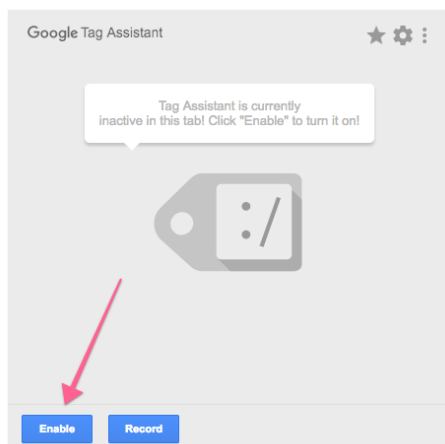 Google Tag Assistant
Tag Assistant is currently
inactive in this tab! Click "Enable" to turn it on!
:/
Enable Record